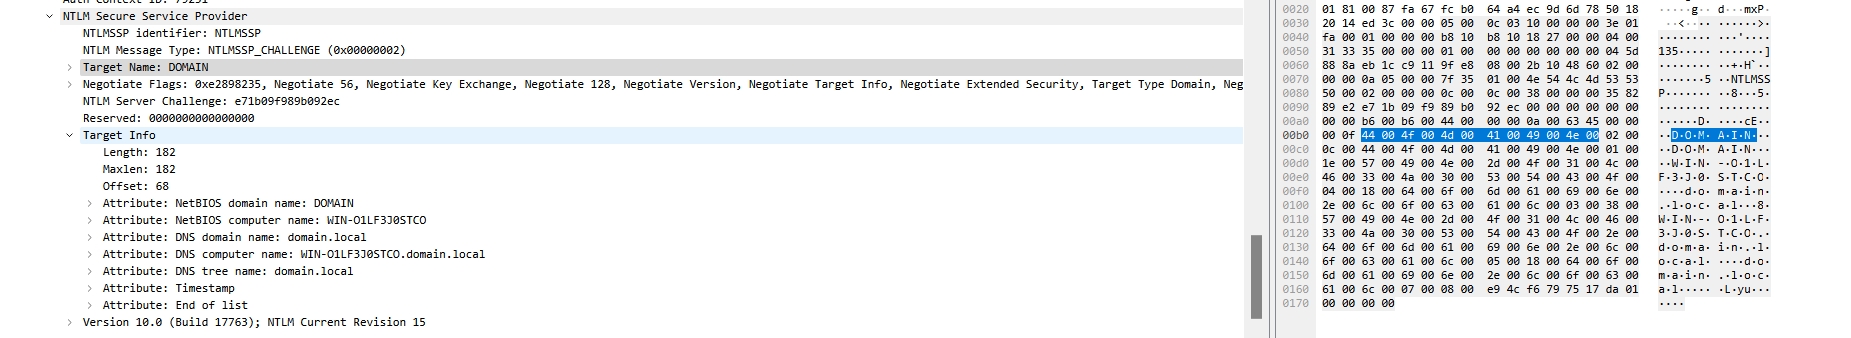 NTLM Secure Service Provider
NTLMSSP identifier: NTLMSSP
NTLM Message Type: NTLMSSP_CHALLENGE (0x00000002)
Target Name: DOMAIN
Negotiate Flags: 0xe2898235, Negotiate 56, Negotiate Key Exchange, Negotiate 128, Negotiate Version, Negotiate Target Info, Negotiate Extended Security, Target Type Domain, Neg
NTLM Server Challenge: e71b09f989b092ec
Reserved: 0000000000000000
Target Info
Length: 182
Maxlen: 182
Offset: 68
Attribute: NetBIOS domain name: DOMAIN
Attribute: NetBIOS computer name: WIN-O1LF3J0STCO
Attribute: DNS domain name: domain.local
Attribute: DNS computer name: WIN-O1LF3J0STCO.domain.local
Attribute: DNS tree name: domain.local
Attribute: Timestamp
Attribute: End of list
Version 10.0 (Build 17763); NTLM Current Revision 15
0020 01 81 00 87 fa 67 fc b0 64 a4 ec 9d 6d 78 50 18 ·····g·· d···mxP·
0030 20 14 ed 3c 00 00 05 00 0c 03 10 00 00 00 3e 01
0040 fa 00 01 00 00 00 b8 10 b8 10 18 27 00 00 04 00
0050 31 33 35 00 00 00 01 00 00 00 00 00 00 00 04 5d 135····· ·······]
0060 88 8a eb 1c c9 11 9f e8 08 00 2b 10 48 60 02 00 ········ ··+·H`··
0070 00 00 0a 05 00 00 7f 35 01 00 4e 54 4c 4d 53 53 ·······5 ··NTLMSS
0080 50 00 02 00 00 00 0c 00 0c 00 38 00 00 00 35 82 P······· ··8···5·
0090 89 e2 e7 1b 09 f9 89 b0 92 ec 00 00 00 00 00 00 ········ ········
00a0 00 00 b6 00 b6 00 44 00 00 00 0a 00 63 45 00 00 ······D· ····cE··
00b0 00 0f 44 00 4f 00 4d 00 41 00 49 00 4e 00 02 00 ··D·O·M· A·I·N···
00c0 0c 00 44 00 4f 00 4d 00 41 00 49 00 4e 00 01 00 ··D·O·M· A·I·N···
00d0 1e 00 57 00 49 00 4e 00 2d 00 4f 00 31 00 4c 00 ··W·I·N· -·O·1·L·
00e0 46 00 33 00 4a 00 30 00 53 00 54 00 43 00 4f 00 F·3·J·0· S·T·C·O·
00f0 04 00 18 00 64 00 6f 00 6d 00 61 00 69 00 6e 00 ····d·o· m·a·i·n·
0100 2e 00 6c 00 6f 00 63 00 61 00 6c 00 03 00 38 00 .·l·o·c· a·l···8·
0110 57 00 49 00 4e 00 2d 00 4f 00 31 00 4c 00 46 00 W·I·N·-· O·1·L·F·
0120 33 00 4a 00 30 00 53 00 54 00 43 00 4f 00 2e 00 3·J·0·S· T·C·O·.·
0130 64 00 6f 00 6d 00 61 00 69 00 6e 00 2e 00 6c 00 d·o·m·a· i·n·.·l·
0140 6f 00 63 00 61 00 6c 00 05 00 18 00 64 00 6f 00 o·c·a·l· ····d·o·
0150 6d 00 61 00 69 00 6e 00 2e 00 6c 00 6f 00 63 00 m·a·i·n· .·l·o·c·
0160 61 00 6c 00 07 00 08 00 e9 4c f6 79 75 17 da 01 a·l····· ·L·yu···
0170 00 00 00 00 ····